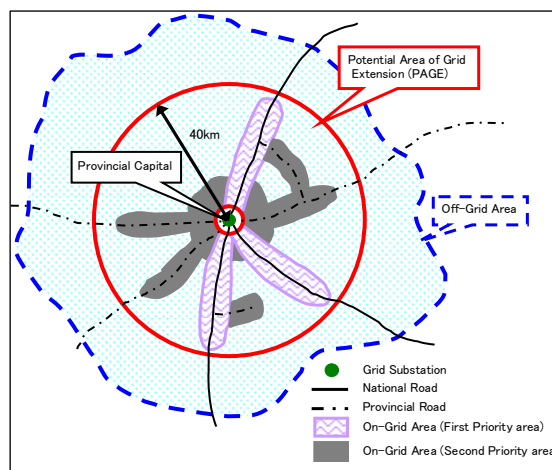 Potential Area of Grid
Extension (PAGE)
40km
Provincial Capital
Off-Grid Area
Grid Substation
National Road
Provincial Road
On-Grid Area (First Priority area)
On-Grid Area (Second Priority area)